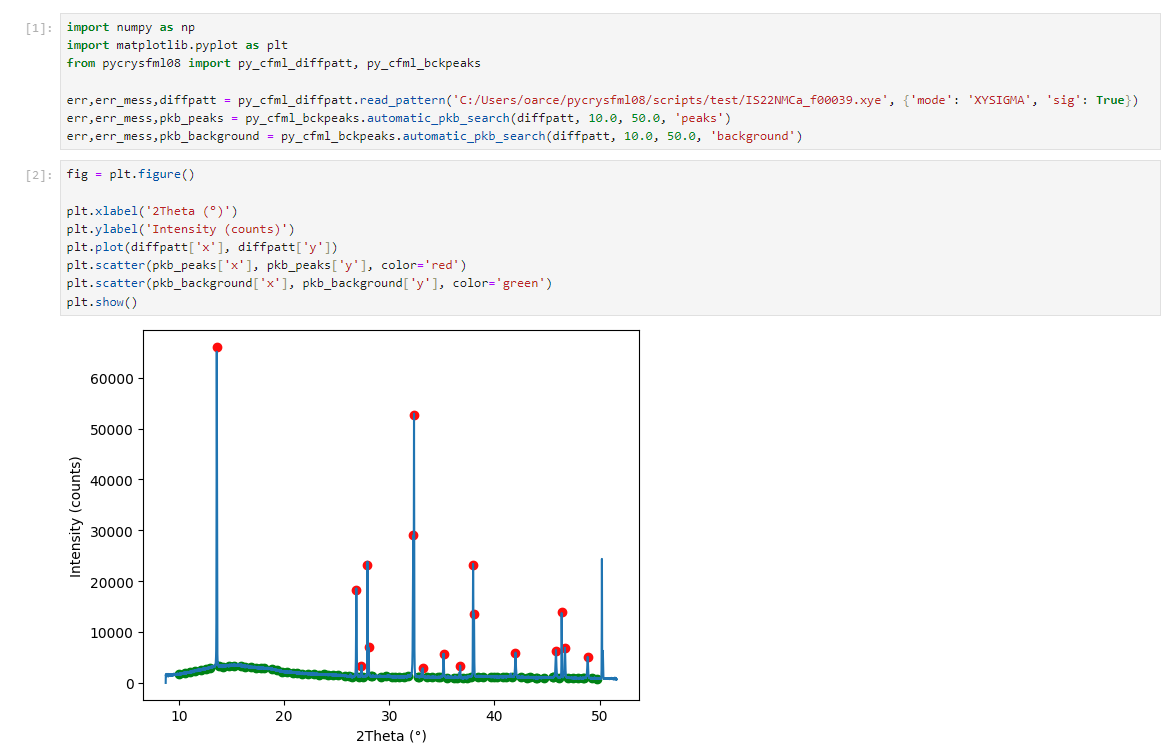 [1]: import numpy as np
import matplotlib.pyplot as plt
from pycrysfml08 import py_cfml_diffpatt, py_cfml_bckpeaks
err,err_mess,diffpatt = py_cfml_diffpatt.read_pattern('C:/Users/oarce/pycrysfml08/scripts/test/IS22NMCa_f00039.xye', {'mode': 'XYSIGMA', 'sig': True})
err,err_mess,pkb_peaks = py_cfml_bckpeaks.automatic_pkb_search(diffpatt, 10.0, 50.0, 'peaks')
err,err_mess,pkb_background = py_cfml_bckpeaks.automatic_pkb_search(diffpatt, 10.0, 50.0, 'background')
[2]: fig = plt.figure()
plt.xlabel('2Theta (°)')
plt.ylabel('Intensity (counts)')
plt.plot(diffpatt['x'], diffpatt['y'])
plt.scatter(pkb_peaks['x'], pkb_peaks['y'], color='red')
plt.scatter(pkb_background['x'], pkb_background['y'], color='green')
plt.show()
Intensity (counts)
60000
50000
40000
30000
20000
10000
0
10 20 30 40 50
2Theta (°)